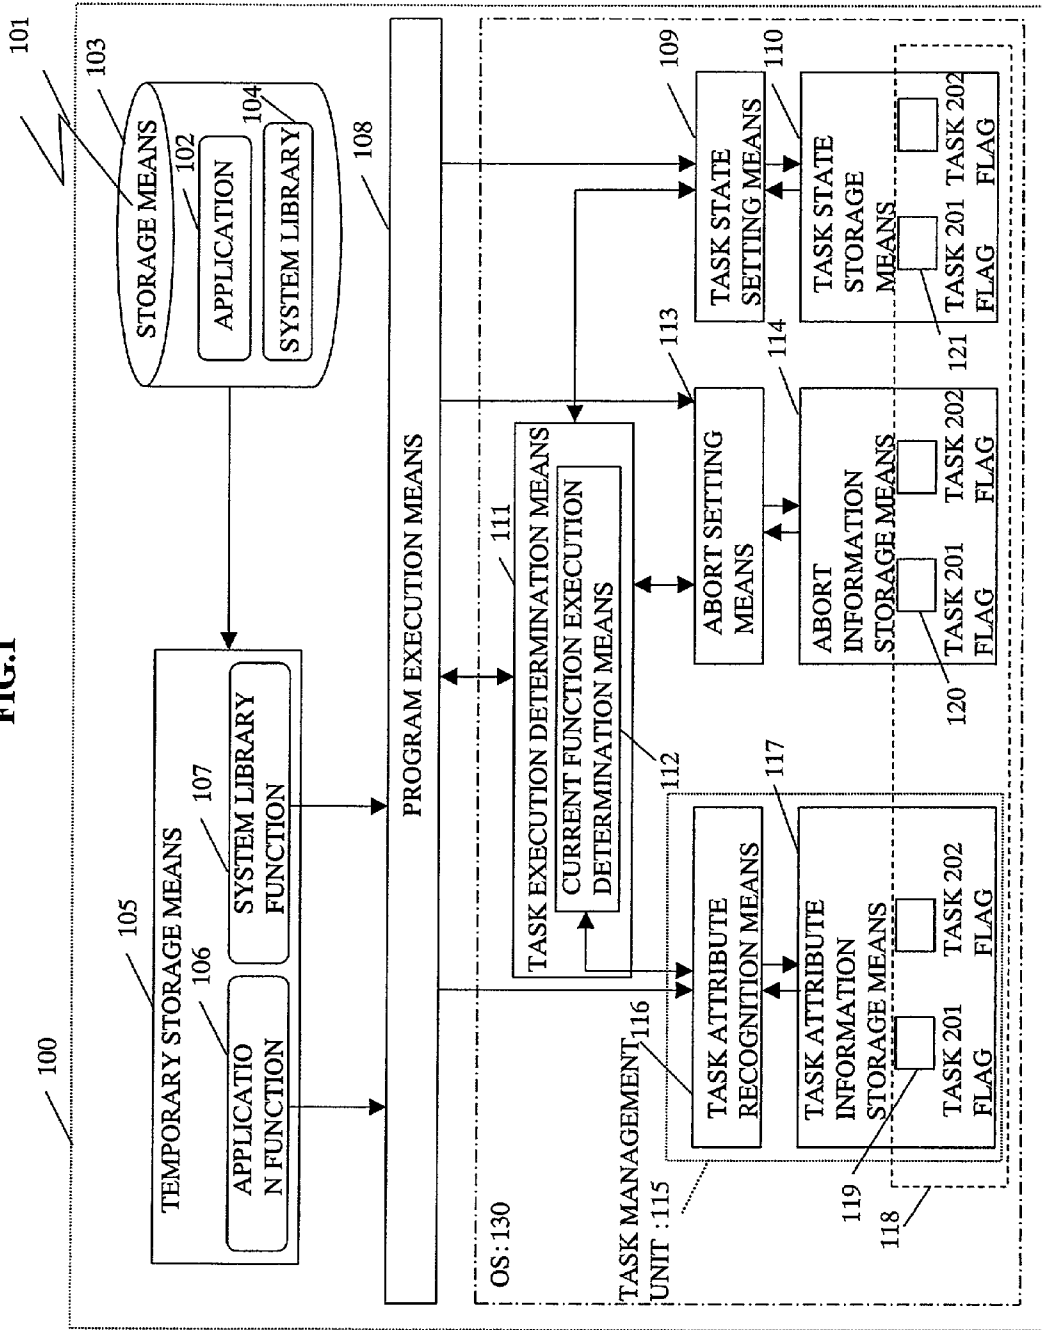 FIG.1
100
101
TEMPORARY STORAGE MEANS
105
106
APPLICATIO
N FUNCTION
107
SYSTEM LIBRARY
FUNCTION
STORAGE MEANS
103
APPLICATION
102
SYSTEM LIBRARY
104
PROGRAM EXECUTION MEANS
108
OS:130
TASK EXECUTION DETERMINATION MEANS
111
CURRENT FUNCTION EXECUTION
DETERMINATION MEANS
112
TASK MANAGEMENT
UNIT :115
116
TASK ATTRIBUTE
RECOGNITION MEANS
117
TASK ATTRIBUTE
INFORMATION
STORAGE MEANS
TASK 201
FLAG
TASK 202
FLAG
119
118
113
ABORT SETTING
MEANS
114
ABORT
INFORMATION
STORAGE MEANS
TASK 201
FLAG
TASK 202
FLAG
120
109
TASK STATE
SETTING MEANS
110
TASK STATE
STORAGE
MEANS
TASK 201
FLAG
TASK 202
FLAG
121